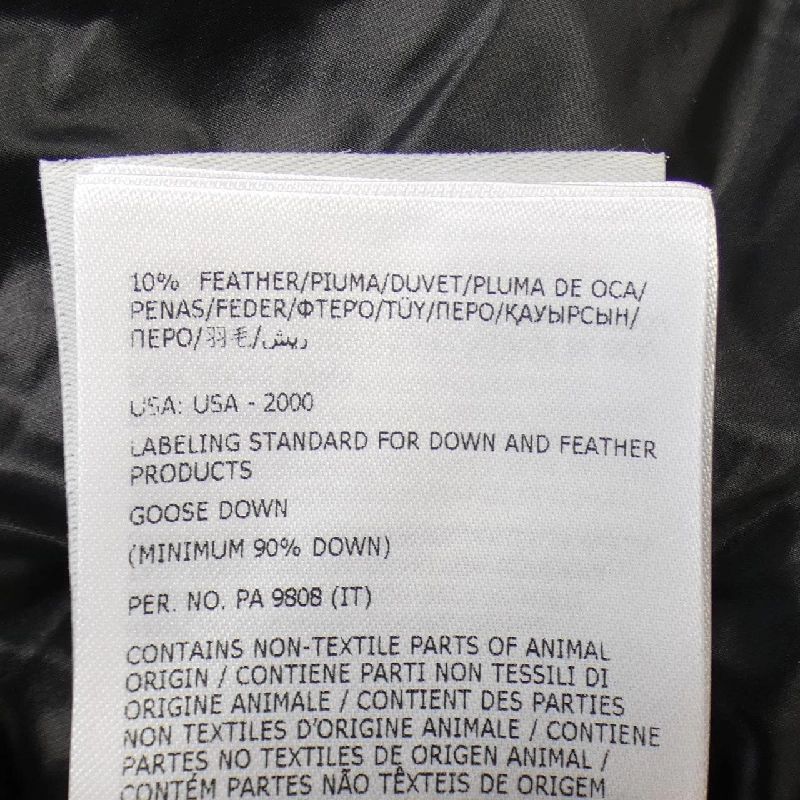 10% FEATHER/PIUMA/DUVET/PLUMA DE OCA/
PENAS/FEDER/ΦΤΕΡΌ/TÜY/ПЕРО/ҚАУЫРСЫН/
ПЕРО/羽毛/ريش
USA: USA - 2000
LABELING STANDARD FOR DOWN AND FEATHER
PRODUCTS
GOOSE DOWN
(MINIMUM 90% DOWN)
PER. NO. PA 9808 (IT)
CONTAINS NON-TEXTILE PARTS OF ANIMAL
ORIGIN / CONTIENE PARTI NON TESSILI DI
ORIGINE ANIMALE / CONTIENT DES PARTIES
NON TEXTILES D'ORIGINE ANIMALE / CONTIENE
PARTES NO TEXTILES DE ORIGEN ANIMAL /
CONTÉM PARTES NÃO TÊXTEIS DE ORIGEM